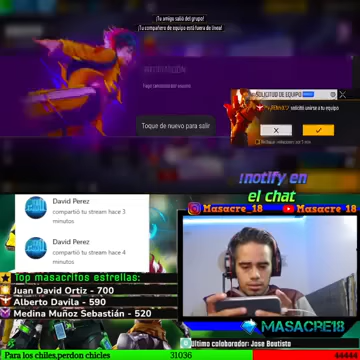 ¡Tu amigo salió del grupo!
¡Tu compañero de equipo está fuera de línea!
SOLICITUD DE EQUIPO
solicitó unirse a tu equipo
Toque de nuevo para salir
!notify en
el chat
Masacre_18
Masacre 18
David Perez
compartió tu stream hace 3
minutos
David Perez
compartió tu stream hace 4
minutos
Top masacritos estrellas:
Juan David Ortiz - 700
Alberto Davila - 590
Medina Muñoz Sebastián - 520
MASACRE18
Ultimo colaborador: Jose Bautista
Para los chiles,perdon chicles
31036
44444